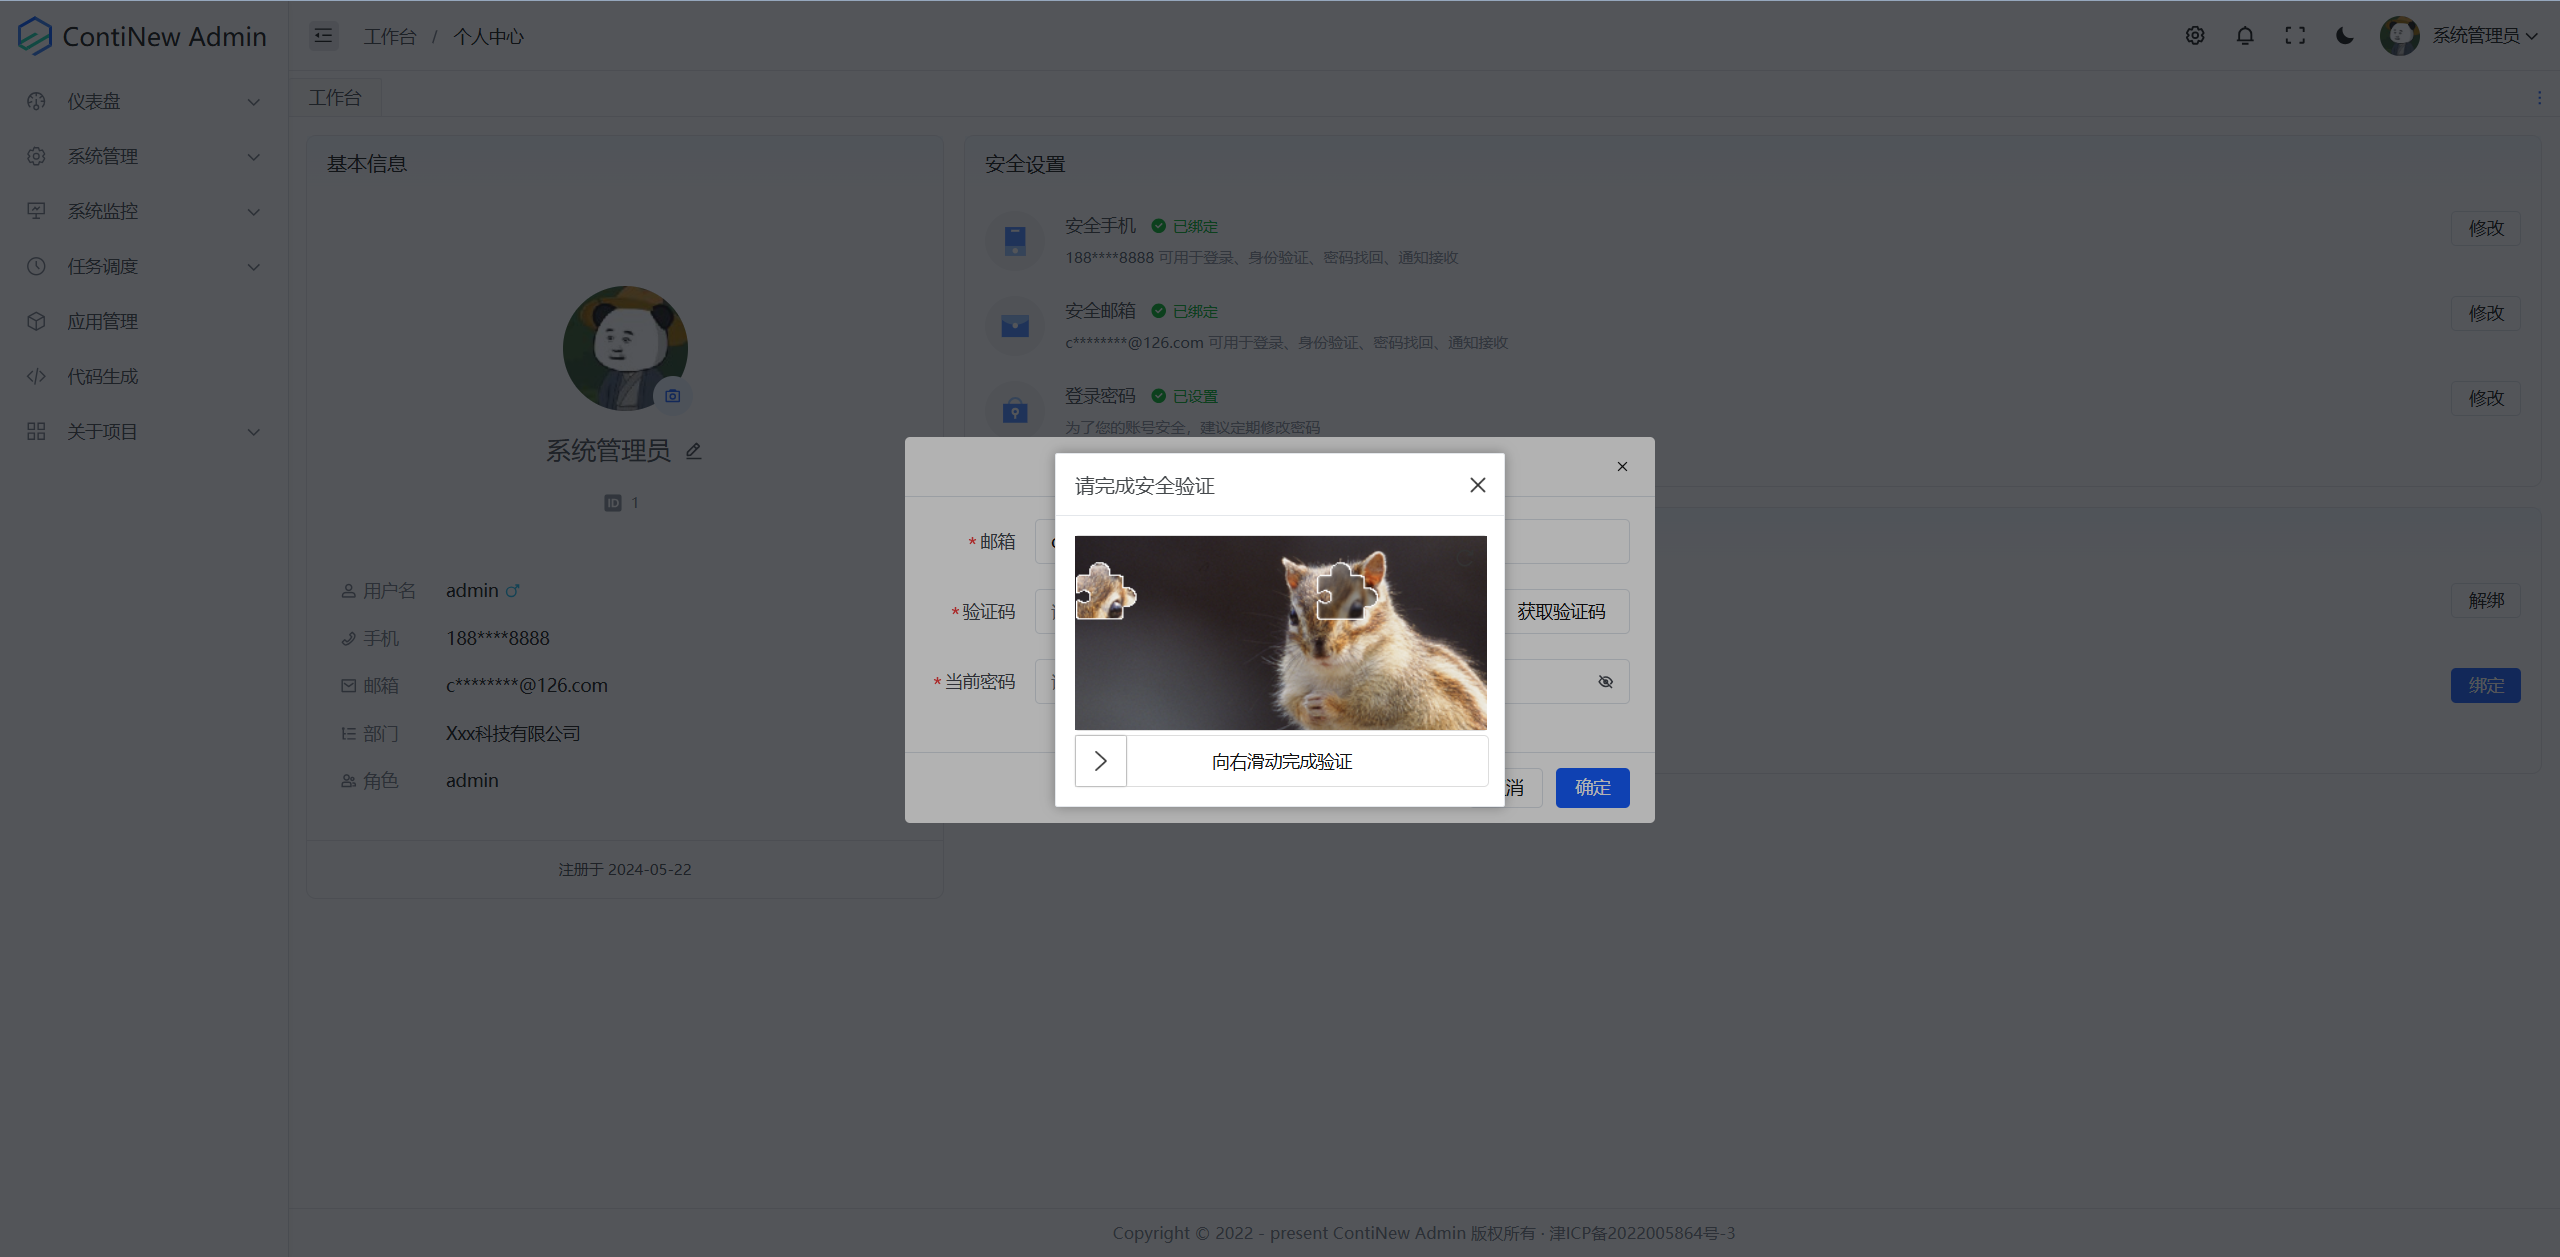 ContiNew Admin
工作台 / 个人中心
系统管理员
仪表盘
系统管理
系统监控
任务调度
应用管理
代码生成
关于项目
工作台
基本信息
系统管理员
ID 1
用户名 admin
手机 188****8888
邮箱 c********@126.com
部门 Xxx科技有限公司
角色 admin
注册于 2024-05-22
安全设置
安全手机 已绑定
188****8888 可用于登录、身份验证、密码找回、通知接收
修改
安全邮箱 已绑定
c********@126.com 可用于登录、身份验证、密码找回、通知接收
修改
登录密码 已设置
为了您的账号安全，建议定期修改密码
修改
解绑
绑定
* 邮箱
* 验证码
获取验证码
* 当前密码
消
确定
请完成安全验证
向右滑动完成验证
Copyright © 2022 - present ContiNew Admin 版权所有 · 津ICP备2022005864号-3